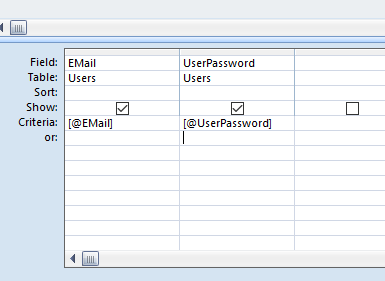 Field: EMail UserPassword
Table: Users Users
Sort:
Show:
Criteria: [@EMail] [@UserPassword]
or: